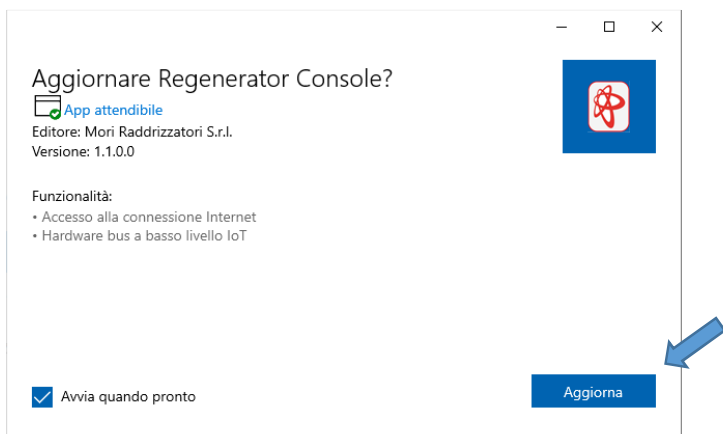 Aggiornare Regenerator Console?
App attendibile
Editore: Mori Raddrizzatori S.r.l.
Versione: 1.1.0.0
Funzionalità:
• Accesso alla connessione Internet
• Hardware bus a basso livello IoT
Avvia quando pronto
Aggiorna